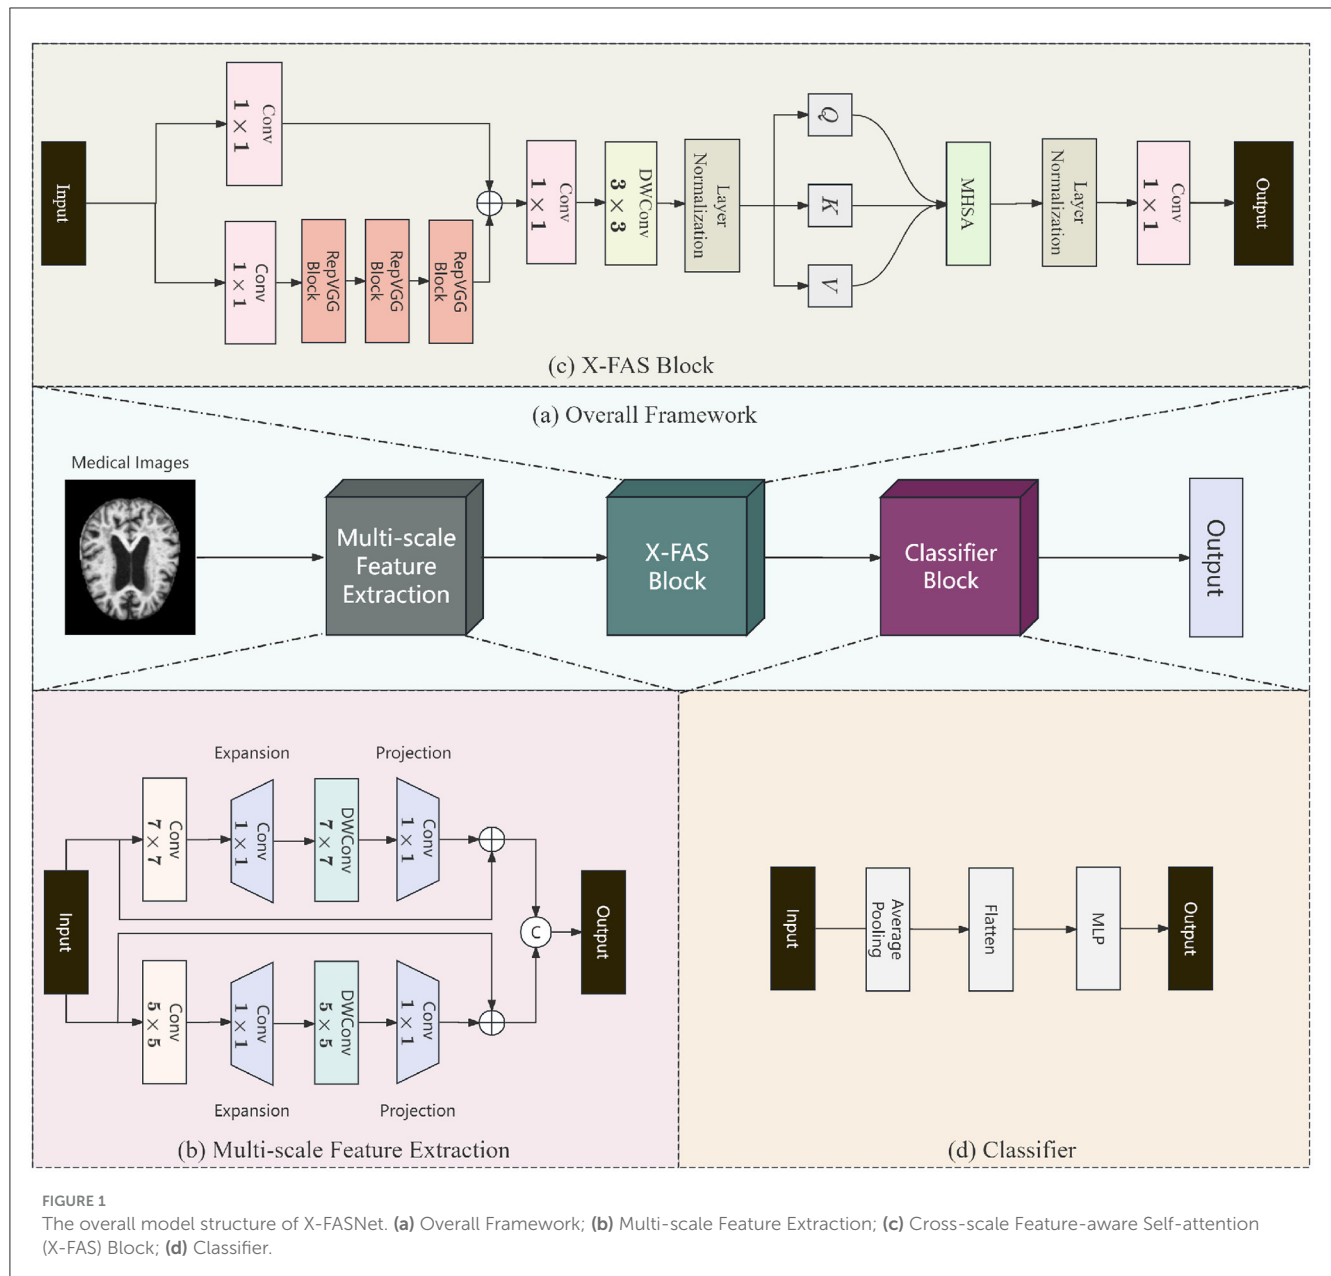 Input
Conv
1 × 1
Conv
1 × 1
RepVGG
Block
RepVGG
Block
RepVGG
Block
Conv
1 × 1
DWConv
3 × 3
Layer
Normalization
Q
K
V
MHSA
Layer
Normalization
Conv
1 × 1
Output
(c) X-FAS Block
(a) Overall Framework
Medical Images
Multi-scale
Feature
Extraction
X-FAS
Block
Classifier
Block
Output
Expansion
Projection
Input
Conv
7 × 7
Conv
1 × 1
DWConv
7 × 7
Conv
1 × 1
C
Output
Conv
5 × 5
Conv
1 × 1
DWConv
5 × 5
Conv
1 × 1
Expansion
Projection
(b) Multi-scale Feature Extraction
Input
Average
Pooling
Flatten
MLP
Output
(d) Classifier
FIGURE 1
The overall model structure of X-FASNet. (a) Overall Framework; (b) Multi-scale Feature Extraction; (c) Cross-scale Feature-aware Self-attention
(X-FAS) Block; (d) Classifier.